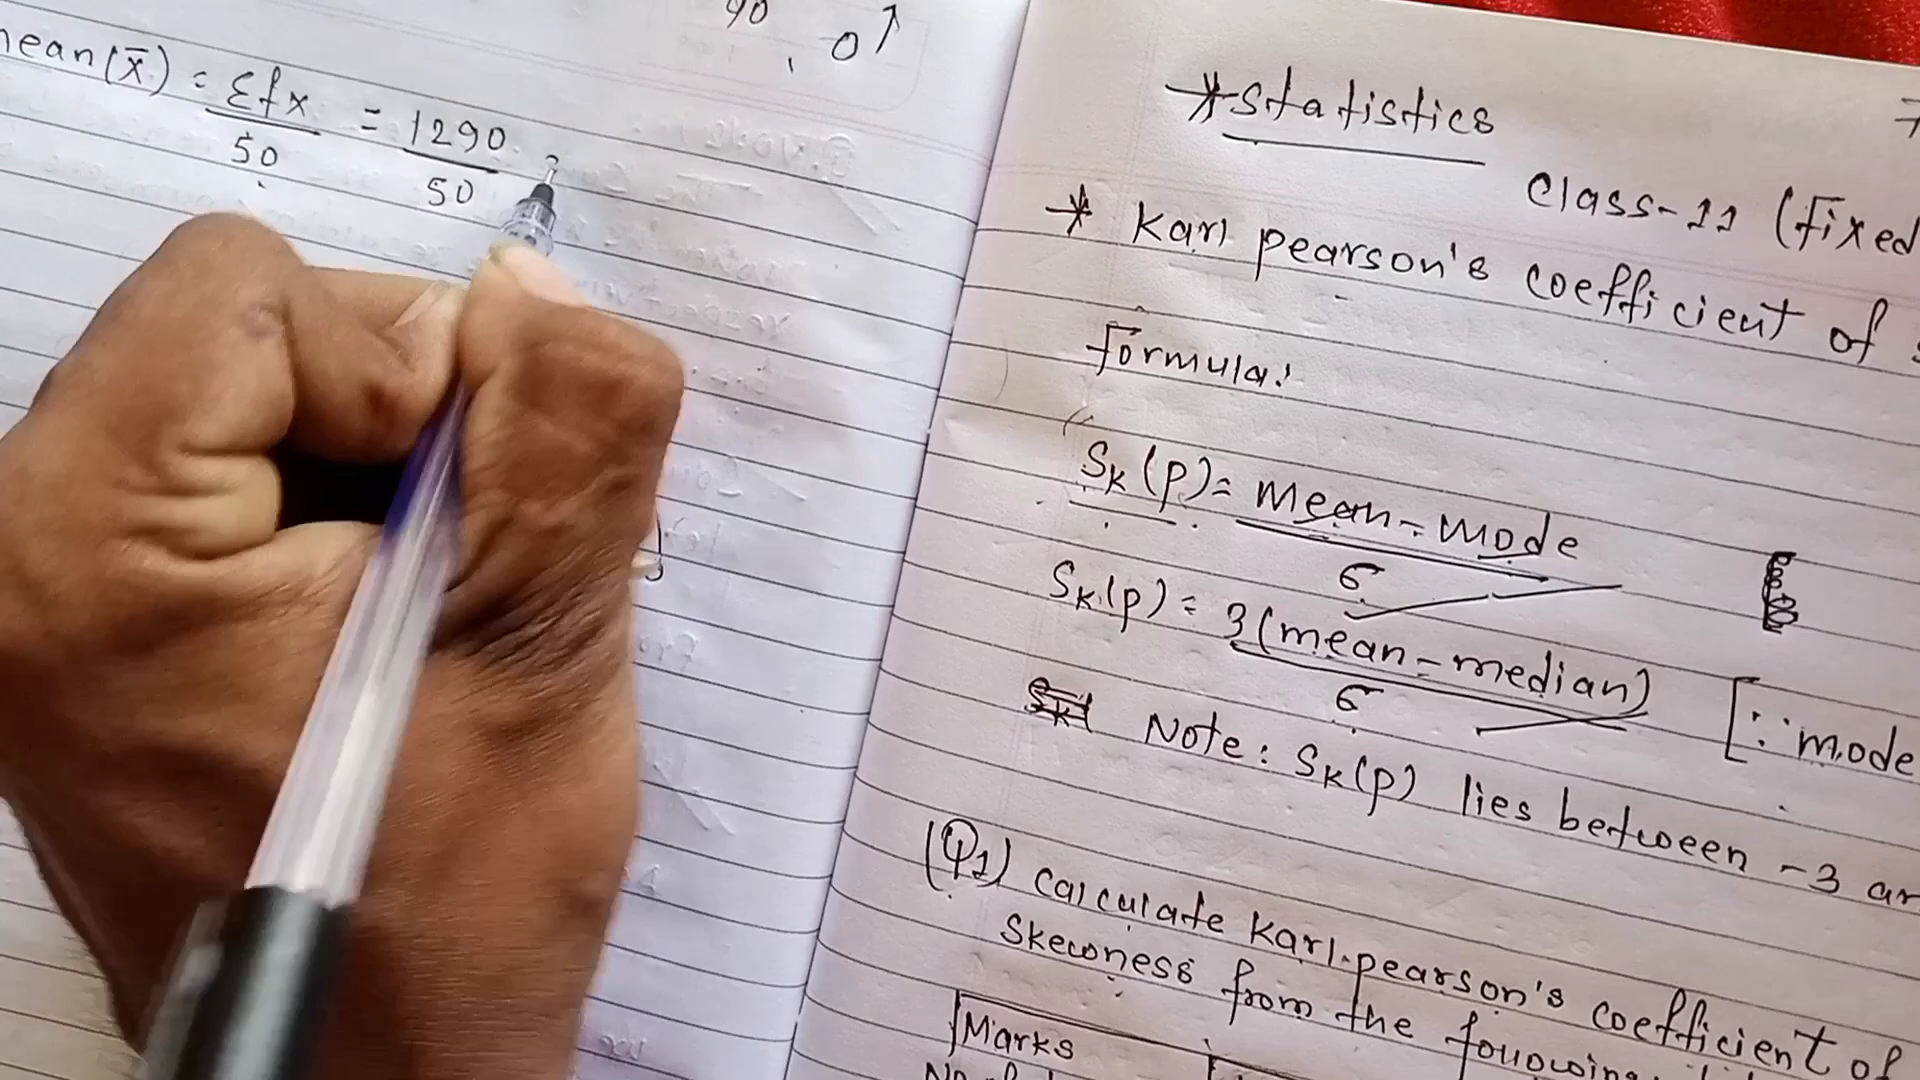 90
0↑
mean(x̄) = Σfx / 50 = 1290 / 50
*Statistics
Class-11 (Fixed
* Karl pearson's coefficient of
formula:
Sk(p) = mean - mode / σ
Sk(p) = 3(mean - median) / σ [∵ mode
Note: Sk(p) lies between -3 an
(Q1) calculate Karl.pearson's coefficient of
Skewness from the following
Marks